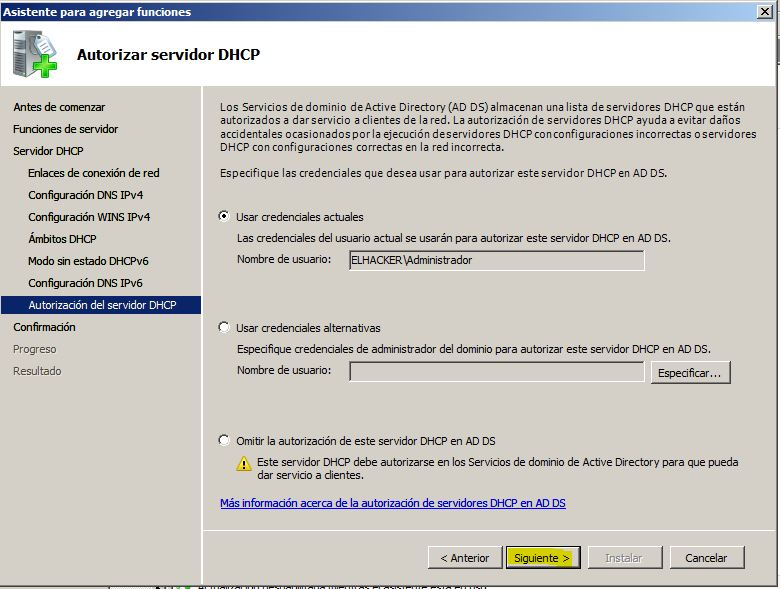 Asistente para agregar funciones
Autorizar servidor DHCP
Antes de comenzar
Funciones de servidor
Servidor DHCP
Enlaces de conexión de red
Configuración DNS IPv4
Configuración WINS IPv4
Ámbitos DHCP
Modo sin estado DHCPv6
Configuración DNS IPv6
Autorización del servidor DHCP
Confirmación
Progreso
Resultado
Los Servicios de dominio de Active Directory (AD DS) almacenan una lista de servidores DHCP que están
autorizados a dar servicio a clientes de la red. La autorización de servidores DHCP ayuda a evitar daños
accidentales ocasionados por la ejecución de servidores DHCP con configuraciones incorrectas o servidores
DHCP con configuraciones correctas en la red incorrecta.
Especifique las credenciales que desea usar para autorizar este servidor DHCP en AD DS.
Usar credenciales actuales
Las credenciales del usuario actual se usarán para autorizar este servidor DHCP en AD DS.
Nombre de usuario: ELHACKER\Administrador
Usar credenciales alternativas
Especifique credenciales de administrador del dominio para autorizar este servidor DHCP en AD DS.
Nombre de usuario: Especificar...
Omitir la autorización de este servidor DHCP en AD DS
Este servidor DHCP debe autorizarse en los Servicios de dominio de Active Directory para que pueda
dar servicio a clientes.
Más información acerca de la autorización de servidores DHCP en AD DS
< Anterior Siguiente > Instalar Cancelar